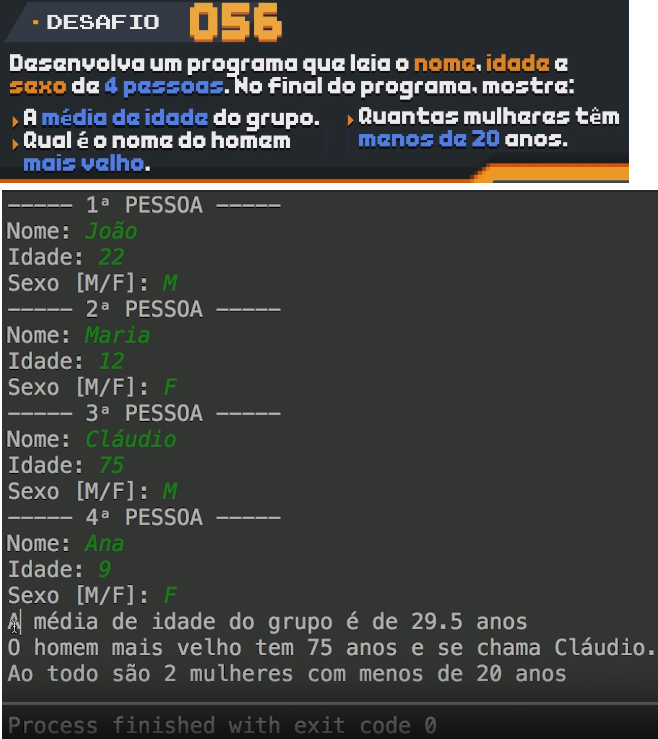 DESAFIO 056
Desenvolva um programa que leia o nome, idade e
sexo de 4 pessoas. No final do programa, mostre:
A média de idade do grupo.
Qual é o nome do homem
mais velho.
Quantas mulheres têm
menos de 20 anos.
----- 1ª PESSOA -----
Nome: João
Idade: 22
Sexo [M/F]: M
----- 2ª PESSOA -----
Nome: Maria
Idade: 12
Sexo [M/F]: F
----- 3ª PESSOA -----
Nome: Cláudio
Idade: 75
Sexo [M/F]: M
----- 4ª PESSOA -----
Nome: Ana
Idade: 9
Sexo [M/F]: F
A média de idade do grupo é de 29.5 anos
O homem mais velho tem 75 anos e se chama Cláudio.
Ao todo são 2 mulheres com menos de 20 anos
Process finished with exit code 0